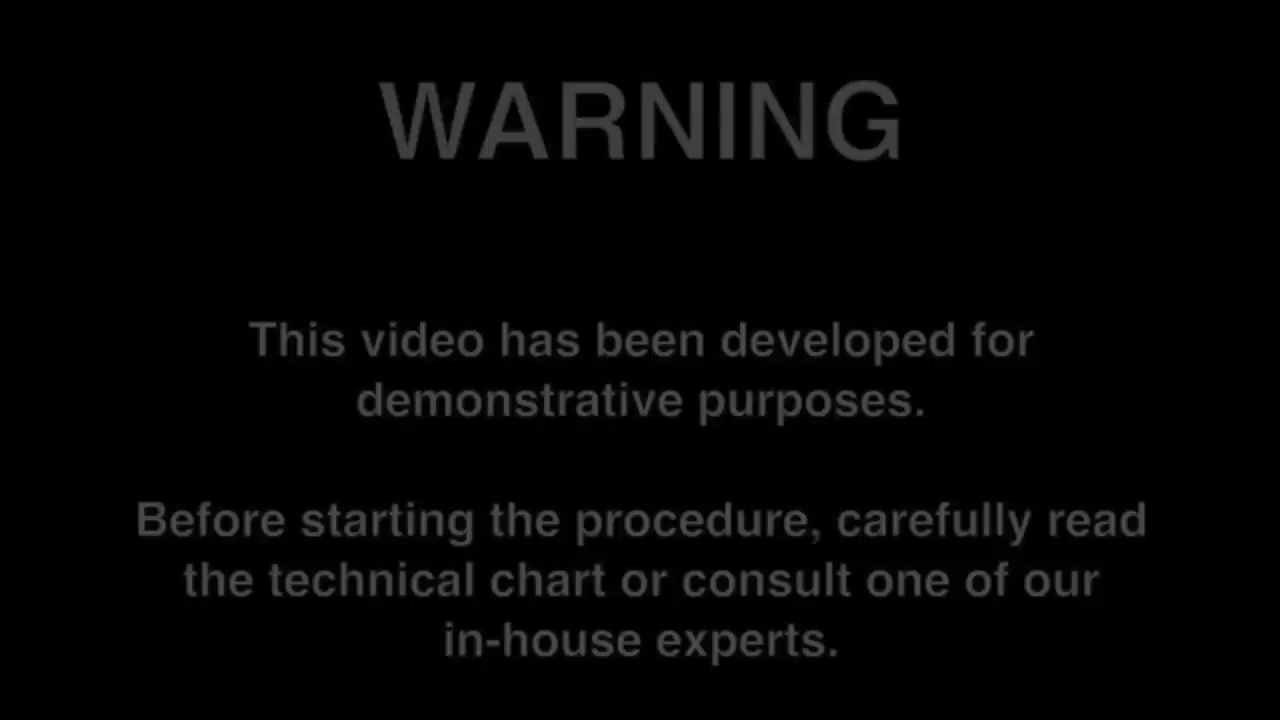 WARNING
This video has been developed for
demonstrative purposes.
Before starting the procedure, carefully read
the technical chart or consult one of our
in-house experts.